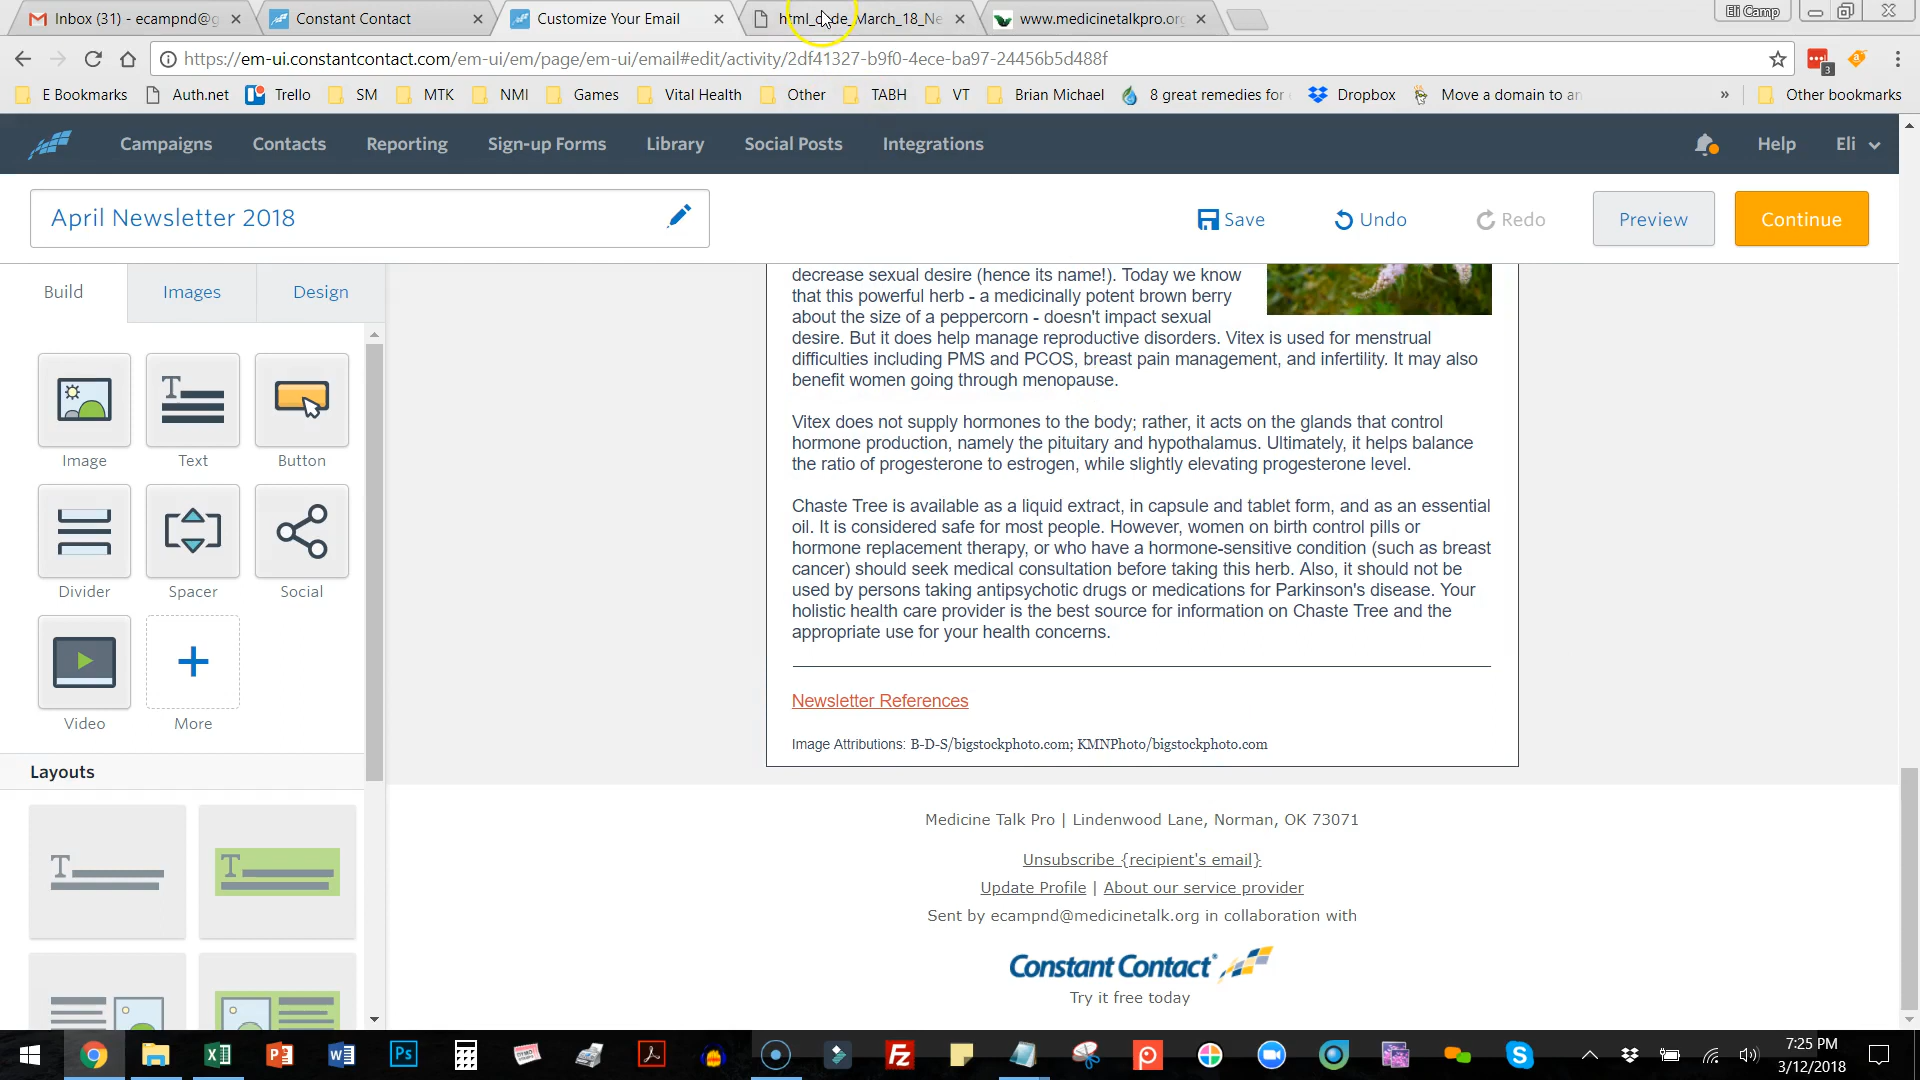 Inbox (31) - ecampnd@g
Constant Contact
Customize Your Email
html_code_March_18_Ne
www.medicinetalkpro.org
Eli Camp
https://em-ui.constantcontact.com/em-ui/em/page/em-ui/email#edit/activity/2df41327-b9f0-4ece-ba97-24456b5d488f
3
E Bookmarks
Auth.net
Trello
SM
MTK
NMI
Games
Vital Health
Other
TABH
VT
Brian Michael
8 great remedies for
Dropbox
Move a domain to an
»
Other bookmarks
Campaigns
Contacts
Reporting
Sign-up Forms
Library
Social Posts
Integrations
Help
Eli
April Newsletter 2018
Save
Undo
Redo
Preview
Continue
Build
Images
Design
Image
Text
Button
Divider
Spacer
Social
Video
More
Layouts
decrease sexual desire (hence its name!). Today we know
that this powerful herb - a medicinally potent brown berry
about the size of a peppercorn - doesn't impact sexual
desire. But it does help manage reproductive disorders. Vitex is used for menstrual
difficulties including PMS and PCOS, breast pain management, and infertility. It may also
benefit women going through menopause.
Vitex does not supply hormones to the body; rather, it acts on the glands that control
hormone production, namely the pituitary and hypothalamus. Ultimately, it helps balance
the ratio of progesterone to estrogen, while slightly elevating progesterone level.
Chaste Tree is available as a liquid extract, in capsule and tablet form, and as an essential
oil. It is considered safe for most people. However, women on birth control pills or
hormone replacement therapy, or who have a hormone-sensitive condition (such as breast
cancer) should seek medical consultation before taking this herb. Also, it should not be
used by persons taking antipsychotic drugs or medications for Parkinson's disease. Your
holistic health care provider is the best source for information on Chaste Tree and the
appropriate use for your health concerns.
Newsletter References
Image Attributions: B-D-S/bigstockphoto.com; KMNPhoto/bigstockphoto.com
Medicine Talk Pro | Lindenwood Lane, Norman, OK 73071
Unsubscribe {recipient's email}
Update Profile | About our service provider
Sent by ecampnd@medicinetalk.org in collaboration with
Constant Contact
Try it free today
7:25 PM
3/12/2018